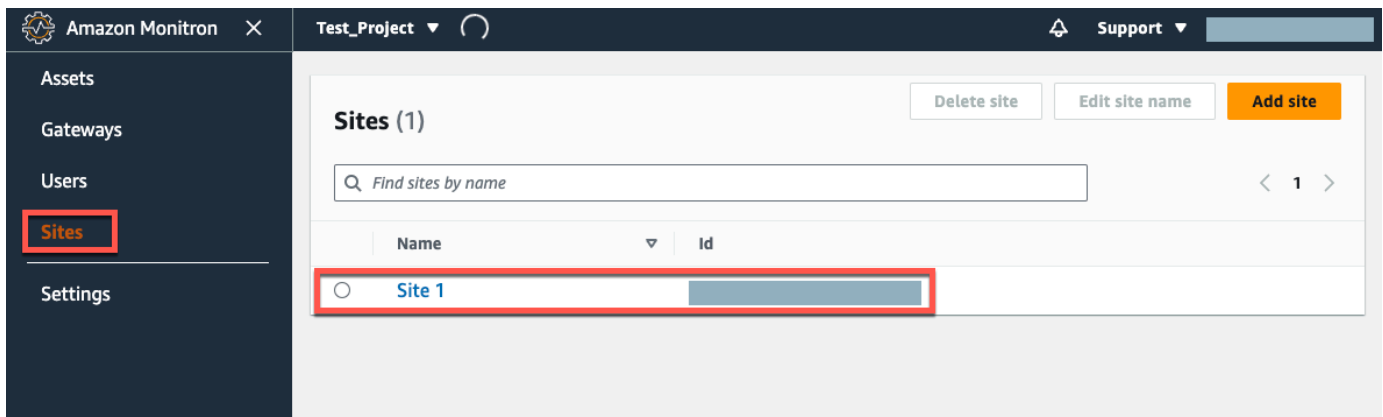 Amazon Monitron
Test_Project
Support
Assets
Gateways
Users
Sites
Settings
Sites (1)
Delete site
Edit site name
Add site
Find sites by name
1
Name
Id
Site 1